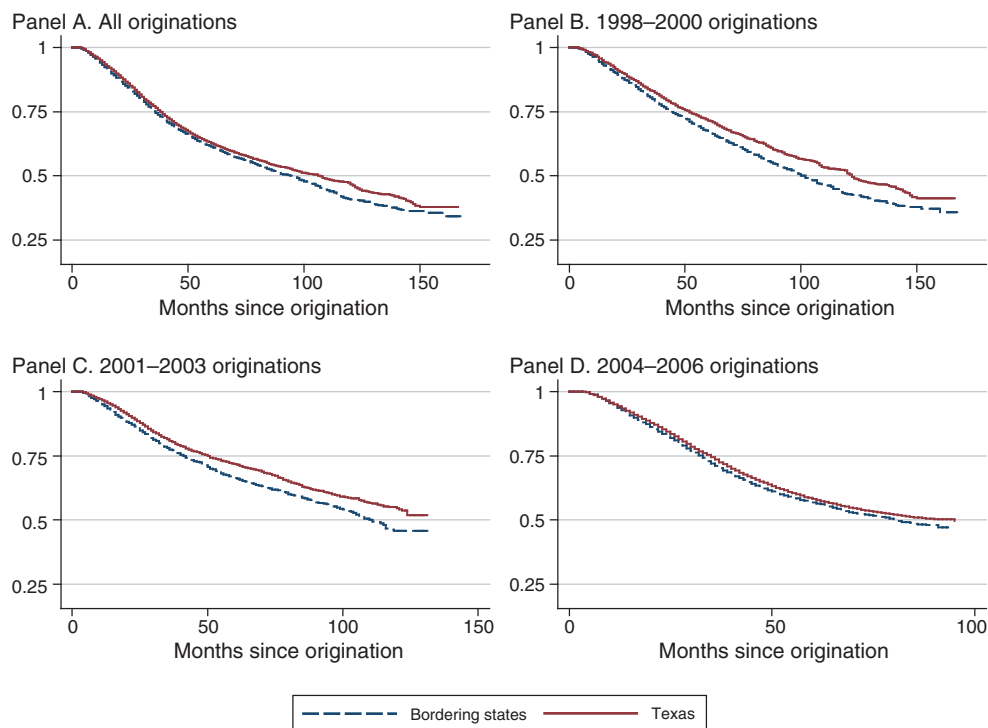 Panel A. All originations
1
0.75
0.5
0.25
0 50 100 150
Months since origination
Panel B. 1998–2000 originations
1
0.75
0.5
0.25
0 50 100 150
Months since origination
Panel C. 2001–2003 originations
1
0.75
0.5
0.25
0 50 100 150
Months since origination
Panel D. 2004–2006 originations
1
0.75
0.5
0.25
0 50 100
Months since origination
Bordering states Texas